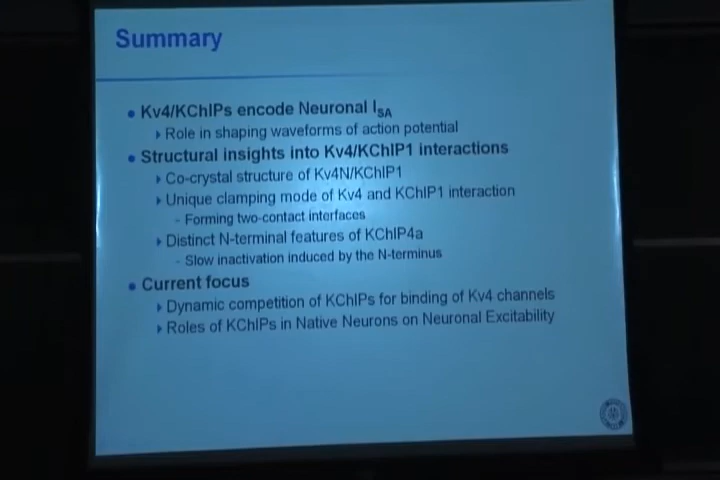 Summary
• Kv4/KChIPs encode Neuronal ISA
Role in shaping waveforms of action potential
• Structural insights into Kv4/KChIP1 interactions
Co-crystal structure of Kv4N/KChIP1
Unique clamping mode of Kv4 and KChIP1 interaction
- Forming two-contact interfaces
Distinct N-terminal features of KChIP4a
- Slow inactivation induced by the N-terminus
• Current focus
Dynamic competition of KChIPs for binding of Kv4 channels
Roles of KChIPs in Native Neurons on Neuronal Excitability